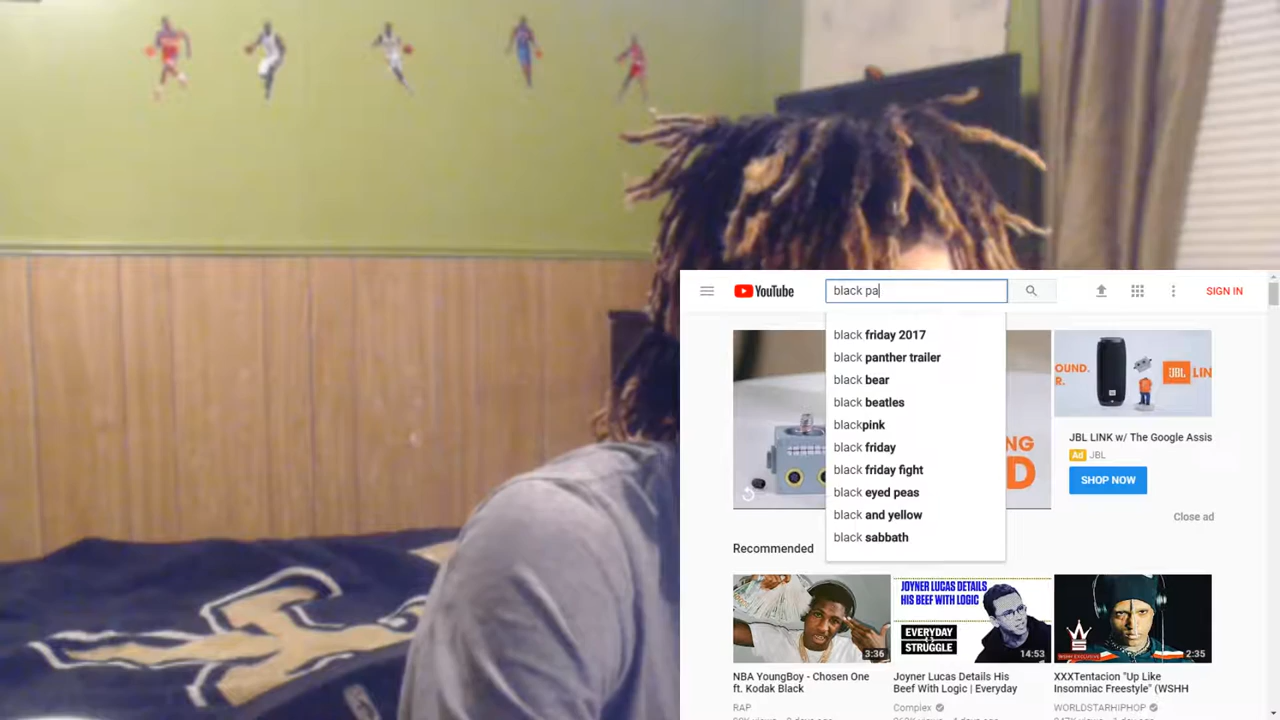 YouTube
black pa
SIGN IN
black friday 2017
black panther trailer
black bear
black beatles
blackpink
black friday
black friday fight
black eyed peas
black and yellow
black sabbath
OUND.
R.
JBL LIN
NG
D
JBL LINK w/ The Google Assis
Ad JBL
SHOP NOW
Close ad
Recommended
3:36
JOYNER LUCAS DETAILS
HIS BEEF WITH LOGIC
EVERYDAY
STRUGGLE
14:53
2:35
NBA YoungBoy - Chosen One
ft. Kodak Black
RAP
Joyner Lucas Details His
Beef With Logic | Everyday
Complex
XXXTentacion "Up Like
Insomniac Freestyle" (WSHH
WORLDSTARHIPHOP